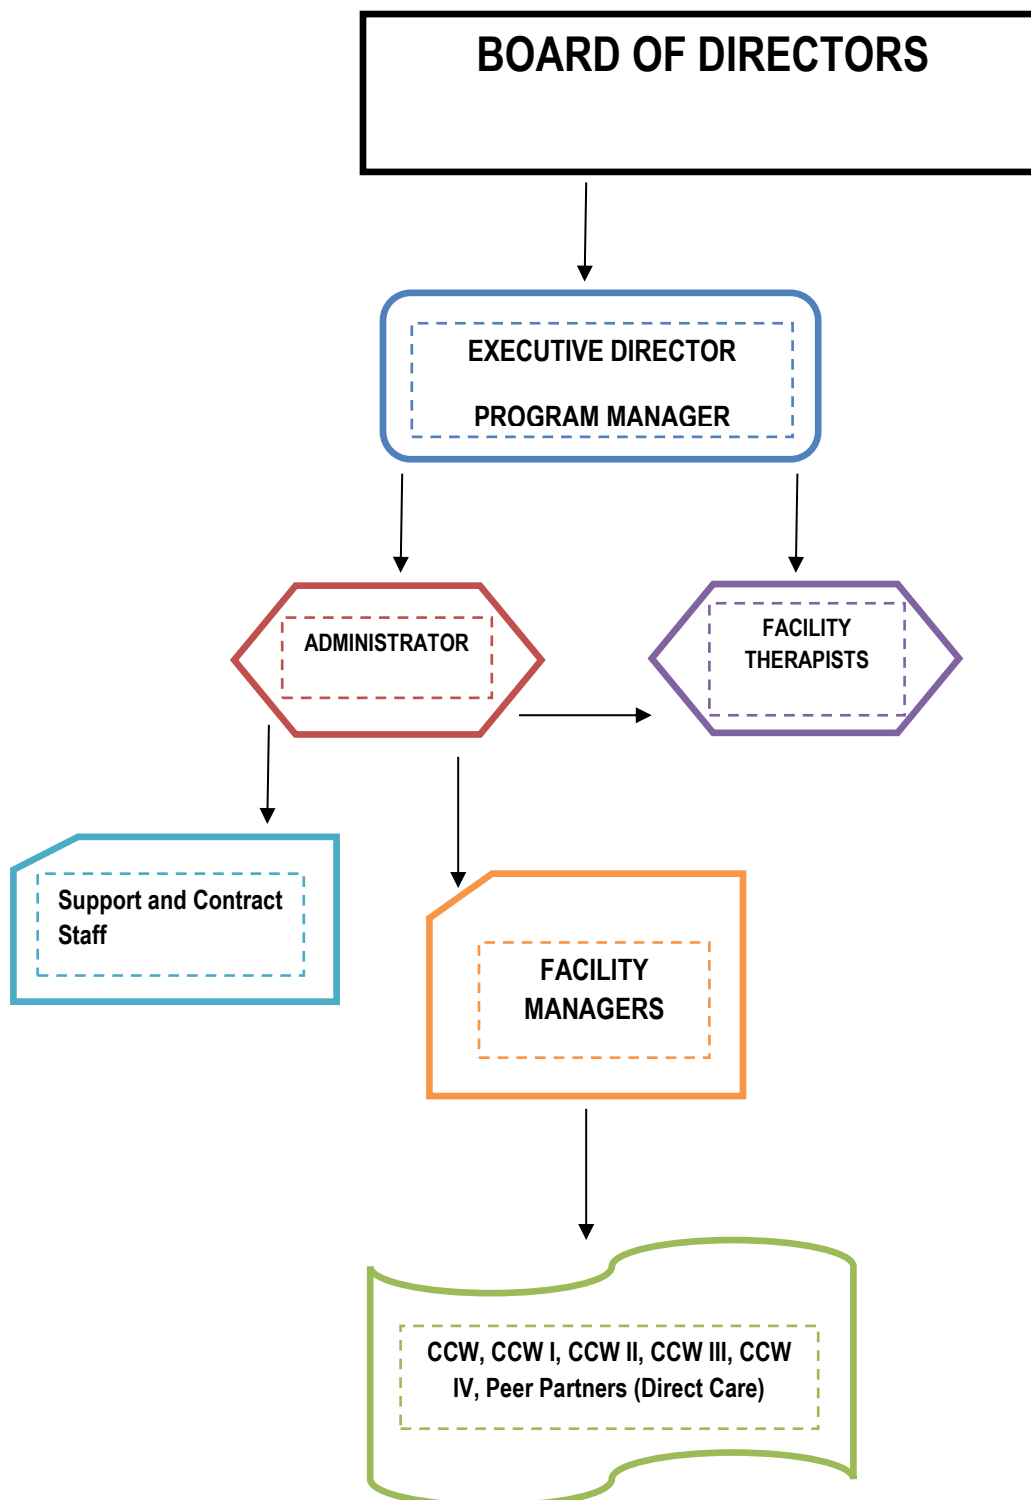 BOARD OF DIRECTORS
EXECUTIVE DIRECTOR
PROGRAM MANAGER
ADMINISTRATOR
FACILITY
THERAPISTS
Support and Contract
Staff
FACILITY
MANAGERS
CCW, CCW I, CCW II, CCW III, CCW
IV, Peer Partners (Direct Care)